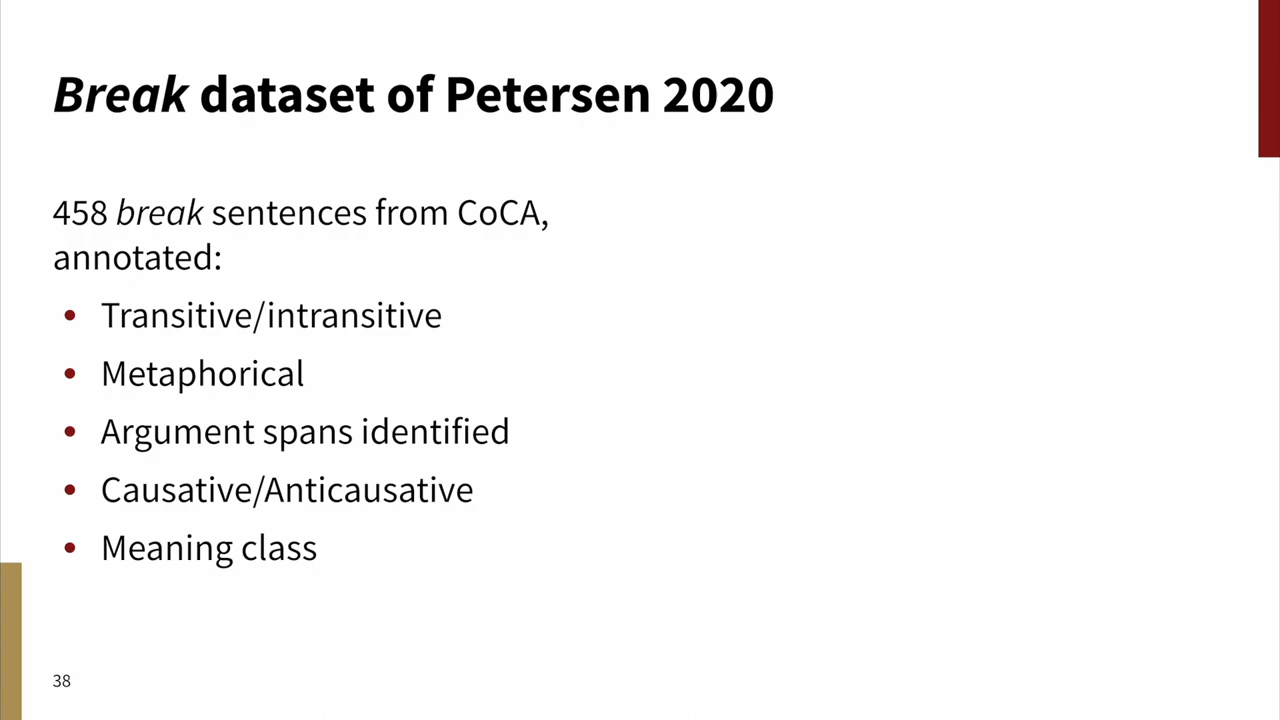 Break dataset of Petersen 2020
458 break sentences from CoCA,
annotated:
• Transitive/intransitive
• Metaphorical
• Argument spans identified
• Causative/Anticausative
• Meaning class
38